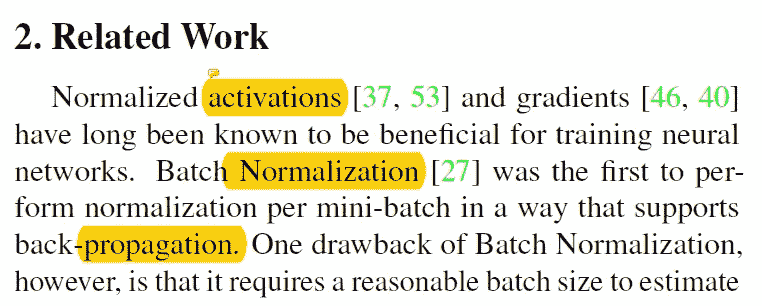 2. Related Work
Normalized activations [37, 53] and gradients [46, 40]
have long been known to be beneficial for training neural
networks. Batch Normalization [27] was the first to per-
form normalization per mini-batch in a way that supports
back-propagation. One drawback of Batch Normalization,
however, is that it requires a reasonable batch size to estimate